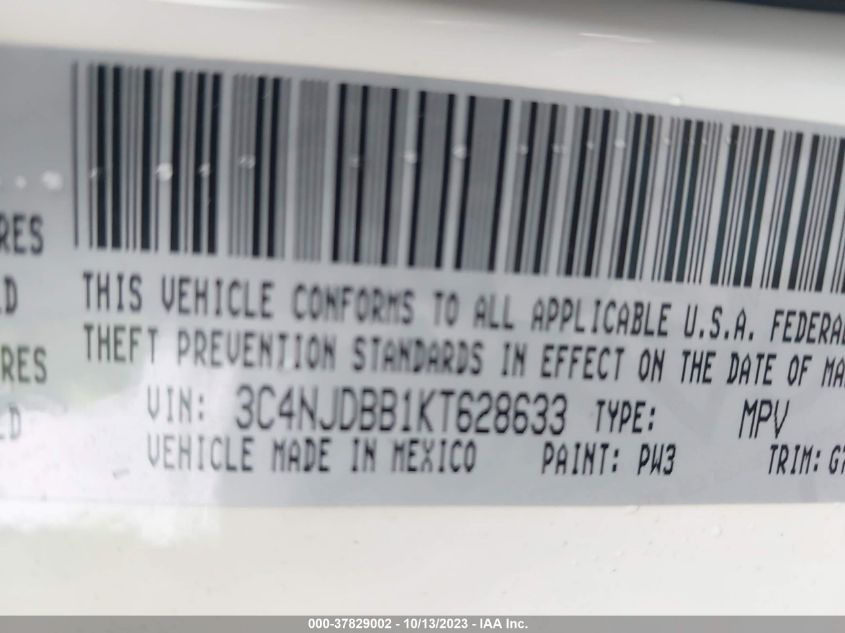 RES
THIS VEHICLE CONFORMS TO ALL APPLICABLE U.S.A. FEDERAL
THEFT PREVENTION STANDARDS IN EFFECT ON THE DATE OF MA
RES
VIN: 3C4NJDBB1KT628633 TYPE: MPV
VEHICLE MADE IN MEXICO PAINT: PW3 TRIM: G7
000-37829002 - 10/13/2023 - IAA Inc.